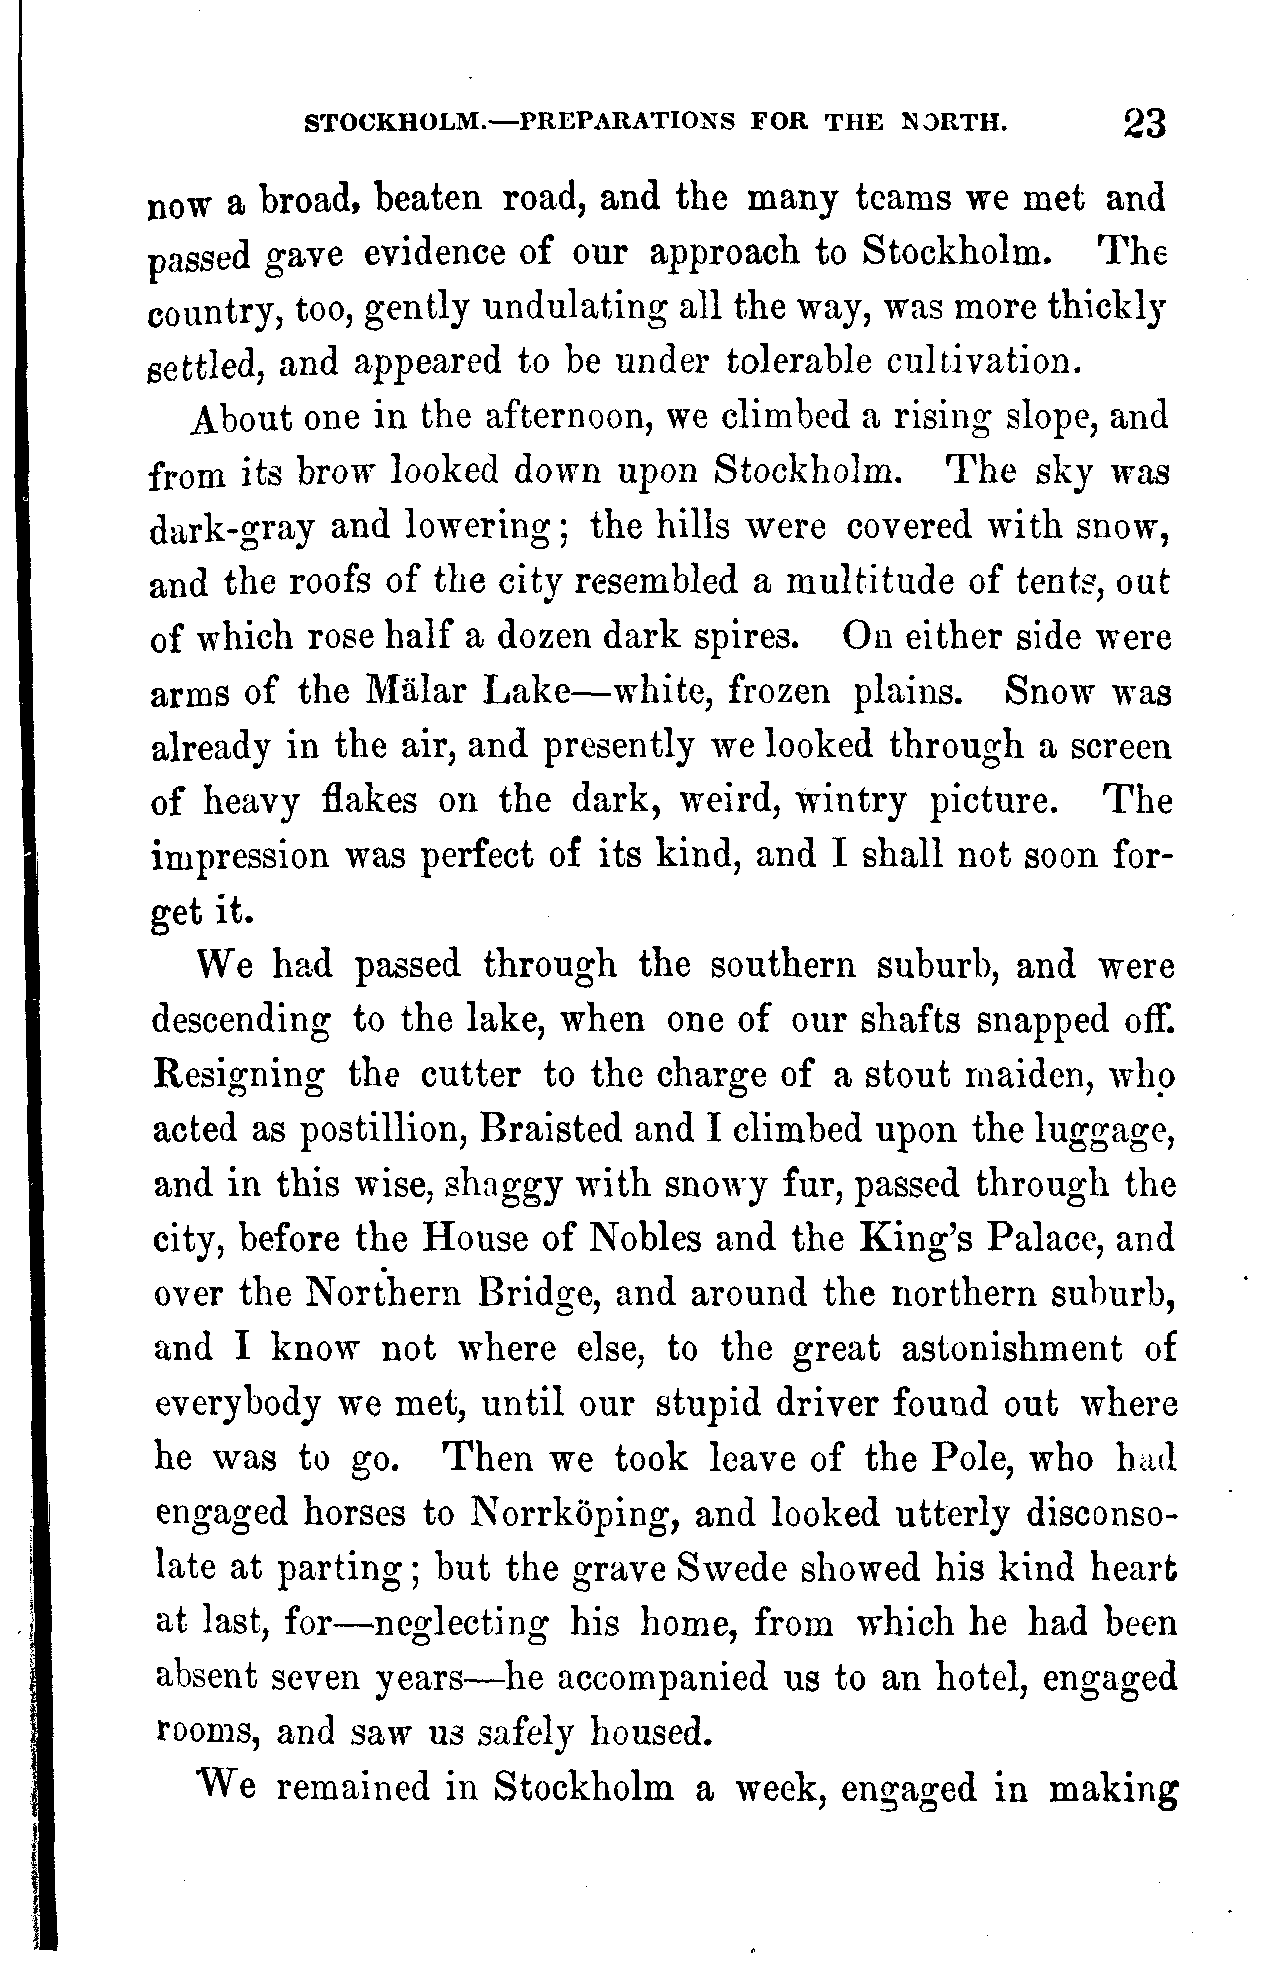 STOCKHOLM.—PREPARATIONS FOR THE NORTH. 23
now a broad, beaten road, and the many teams we met and
passed gave evidence of our approach to Stockholm. The
country, too, gently undulating all the way, was more thickly
settled, and appeared to be under tolerable cultivation.
About one in the afternoon, we climbed a rising slope, and
from its brow looked down upon Stockholm. The sky was
dark-gray and lowering; the hills were covered with snow,
and the roofs of the city resembled a multitude of tents, out
of which rose half a dozen dark spires. On either side were
arms of the Mälar Lake—white, frozen plains. Snow was
already in the air, and presently we looked through a screen
of heavy flakes on the dark, weird, wintry picture. The
impression was perfect of its kind, and I shall not soon for-
get it.
We had passed through the southern suburb, and were
descending to the lake, when one of our shafts snapped off.
Resigning the cutter to the charge of a stout maiden, who
acted as postillion, Braisted and I climbed upon the luggage,
and in this wise, shaggy with snowy fur, passed through the
city, before the House of Nobles and the King's Palace, and
over the Northern Bridge, and around the northern suburb,
and I know not where else, to the great astonishment of
everybody we met, until our stupid driver found out where
he was to go. Then we took leave of the Pole, who had
engaged horses to Norrköping, and looked utterly disconso-
late at parting; but the grave Swede showed his kind heart
at last, for—neglecting his home, from which he had been
absent seven years—he accompanied us to an hotel, engaged
rooms, and saw us safely housed.
We remained in Stockholm a week, engaged in making